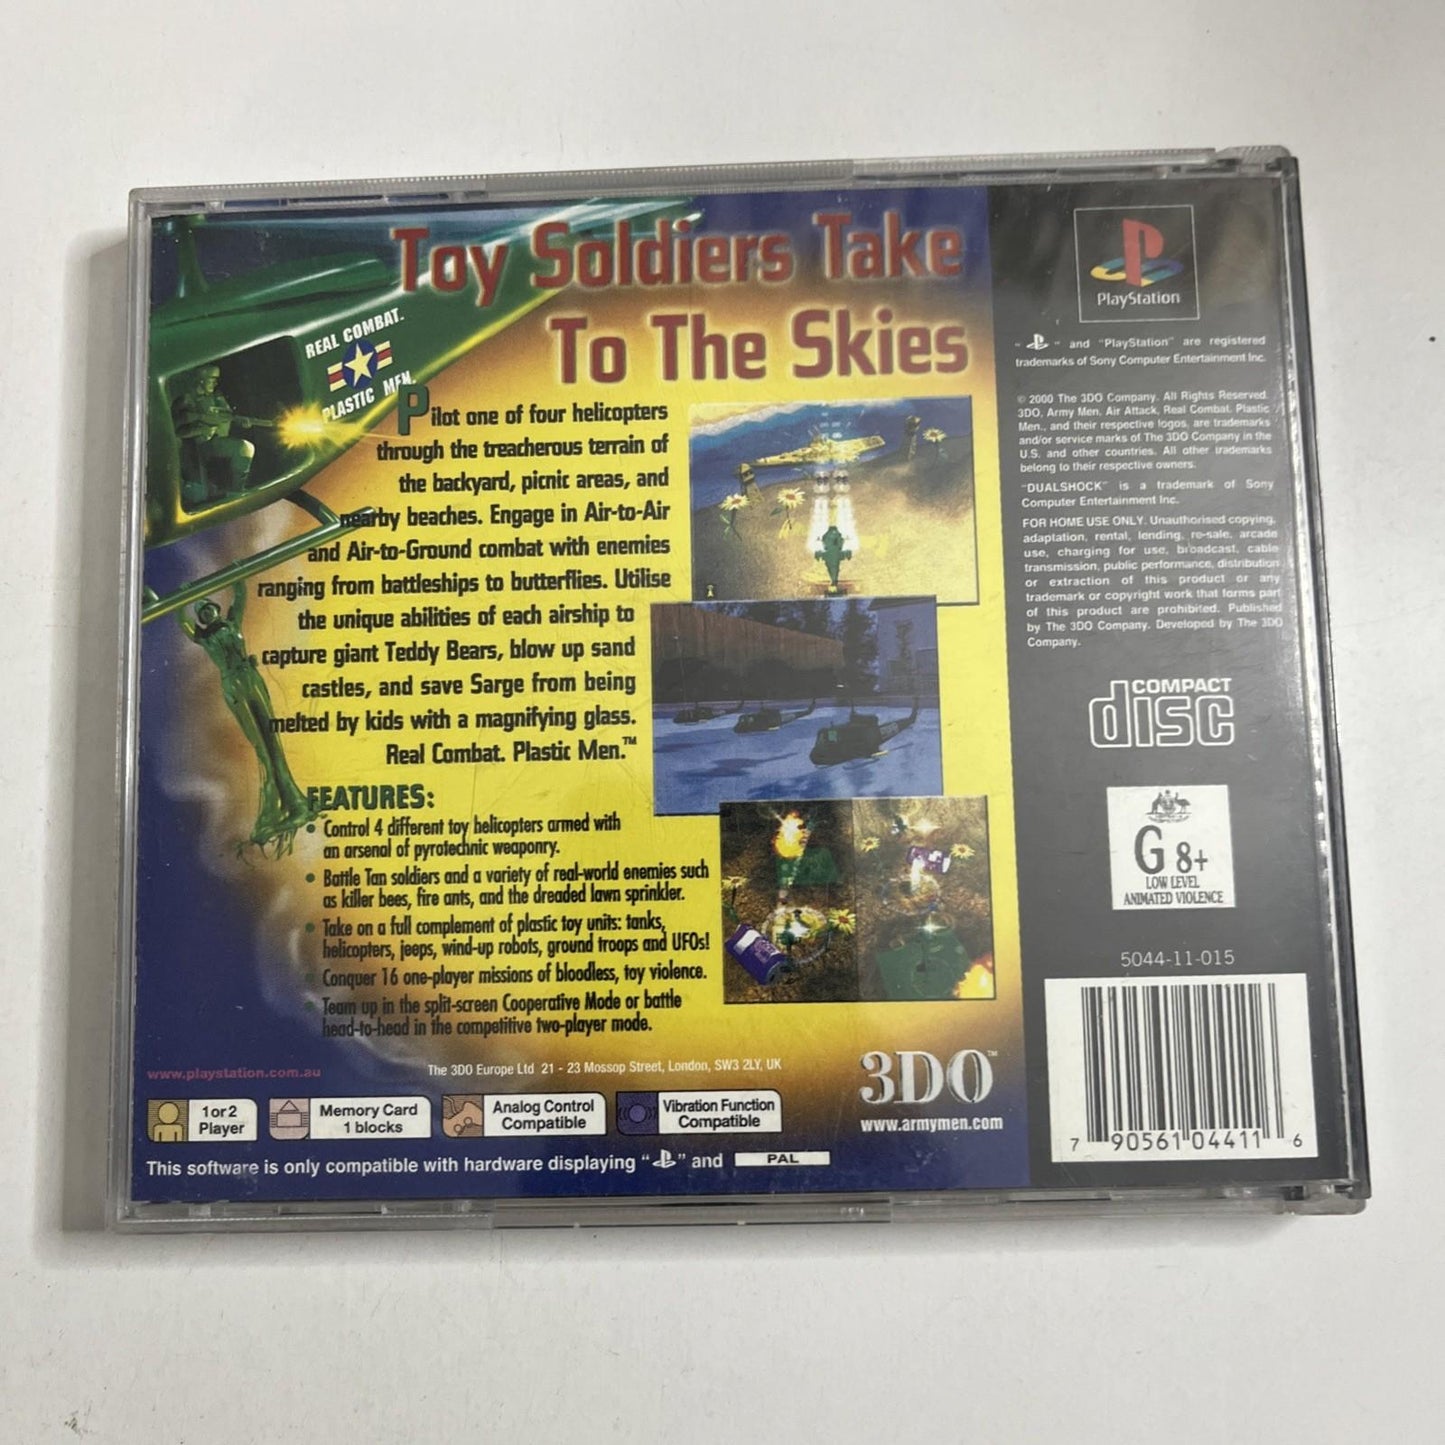 Toy Soldiers Take
To The Skies
REAL COMBAT.
PLASTIC MEN.
Pilot one of four helicopters
through the treacherous terrain of
the backyard, picnic areas, and
nearby beaches. Engage in Air-to-Air
and Air-to-Ground combat with enemies
ranging from battleships to butterflies. Utilise
the unique abilities of each airship to
capture giant Teddy Bears, blow up sand
castles, and save Sarge from being
melted by kids with a magnifying glass.
Real Combat. Plastic Men.™
FEATURES:
• Control 4 different toy helicopters armed with
an arsenal of pyrotechnic weaponry.
• Battle Tan soldiers and a variety of real-world enemies such
as killer bees, fire ants, and the dreaded lawn sprinkler.
• Take on a full complement of plastic toy units: tanks,
helicopters, jeeps, wind-up robots, ground troops and UFOs!
• Conquer 16 one-player missions of bloodless, toy violence.
• Team up in the split-screen Cooperative Mode or battle
head-to-head in the competitive two-player mode.
www.playstation.com.au
The 3DO Europe Ltd 21 - 23 Mossop Street, London, SW3 2LY, UK
3DO™
www.armymen.com
1 or 2
Player
Memory Card
1 blocks
Analog Control
Compatible
Vibration Function
Compatible
This software is only compatible with hardware displaying " " and PAL
PlayStation
" " and "PlayStation" are registered
trademarks of Sony Computer Entertainment Inc.
© 2000 The 3DO Company. All Rights Reserved.
3DO, Army Men, Air Attack, Real Combat. Plastic
Men., and their respective logos, are trademarks
and/or service marks of The 3DO Company in the
U.S. and other countries. All other trademarks
belong to their respective owners.
"DUALSHOCK" is a trademark of Sony
Computer Entertainment Inc.
FOR HOME USE ONLY. Unauthorised copying,
adaptation, rental, lending, re-sale, arcade
use, charging for use, broadcast, cable
transmission, public performance, distribution
or extraction of this product or any
trademark or copyright work that forms part
of this product are prohibited. Published
by The 3DO Company. Developed by The 3DO
Company.
COMPACT
disc
G 8+
LOW LEVEL
ANIMATED VIOLENCE
5044-11-015
7 90561 04411 6